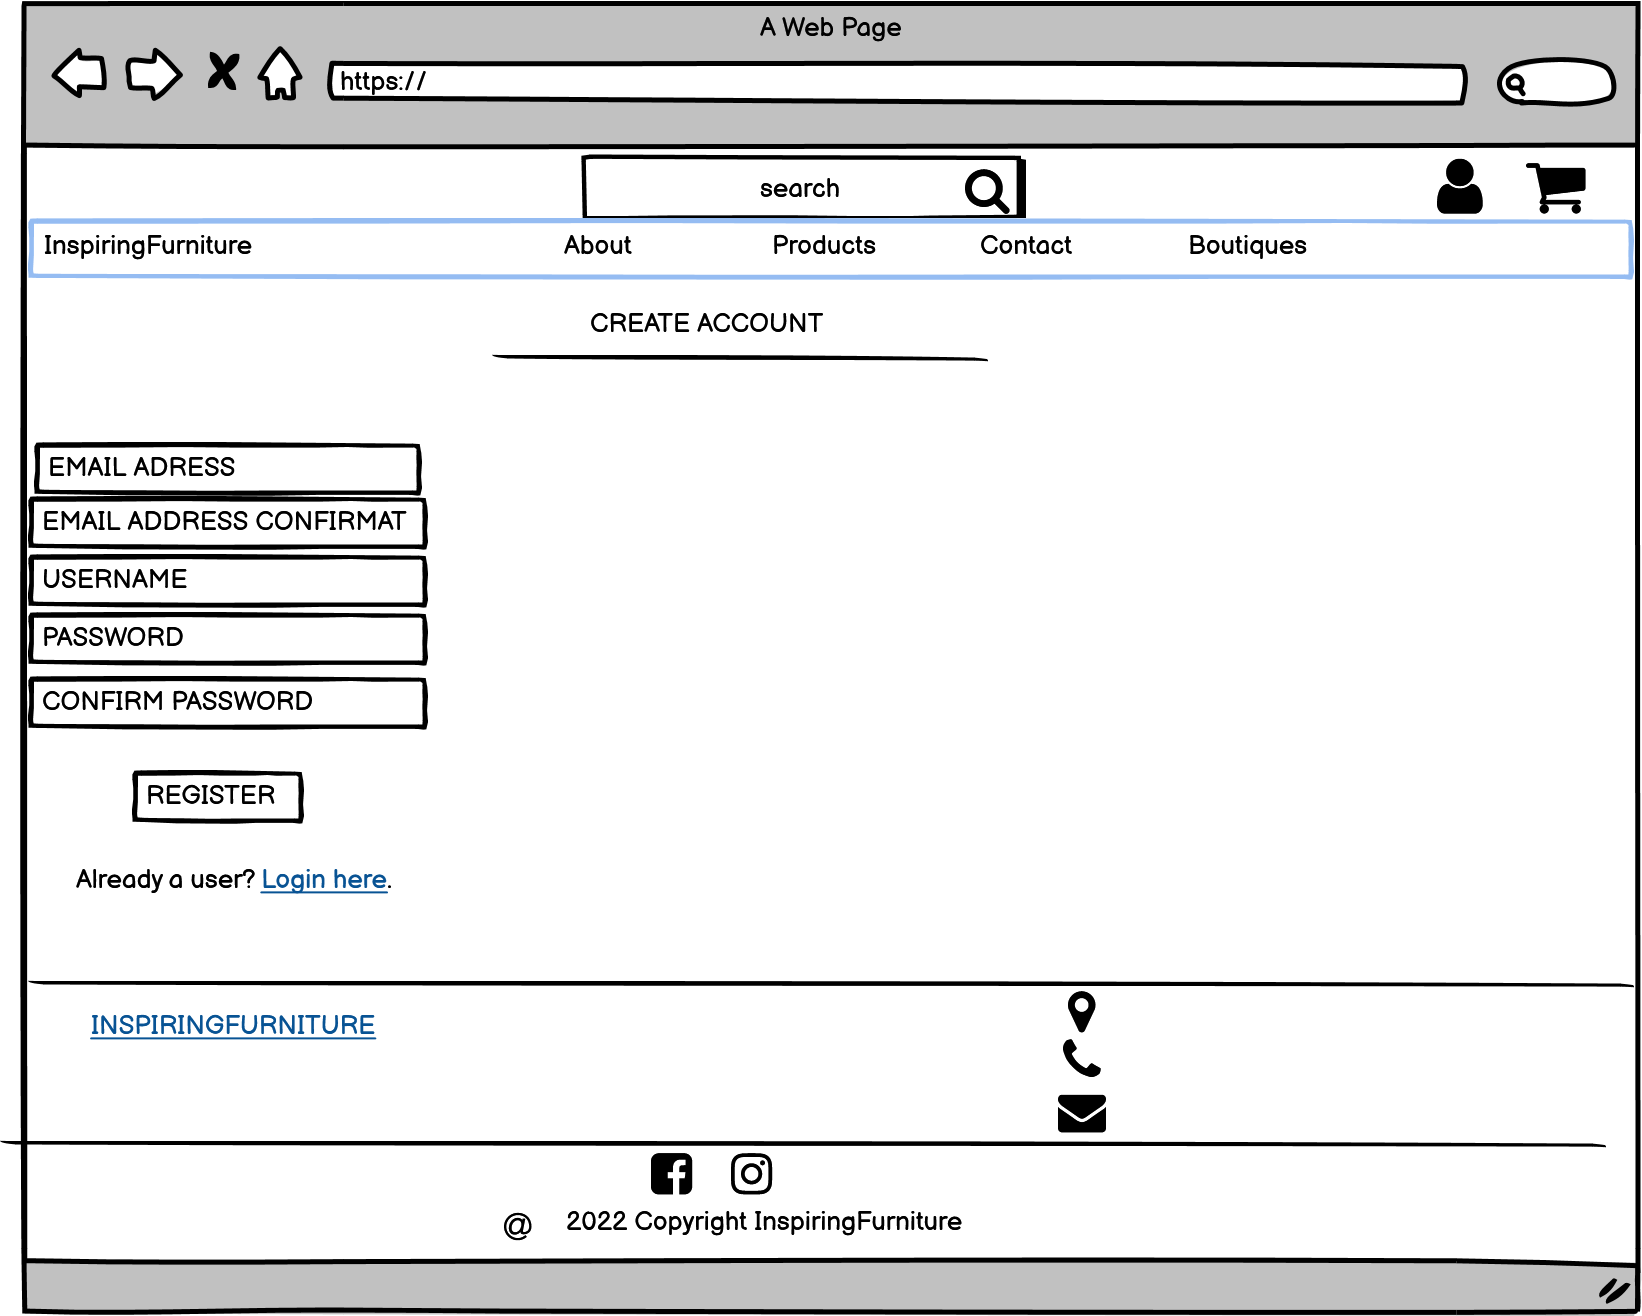 A Web Page
https://
search
InspiringFurniture About Products Contact Boutiques
CREATE ACCOUNT
EMAIL ADRESS
EMAIL ADDRESS CONFIRMAT
USERNAME
PASSWORD
CONFIRM PASSWORD
REGISTER
Already a user? Login here.
INSPIRINGFURNITURE
@ 2022 Copyright InspiringFurniture